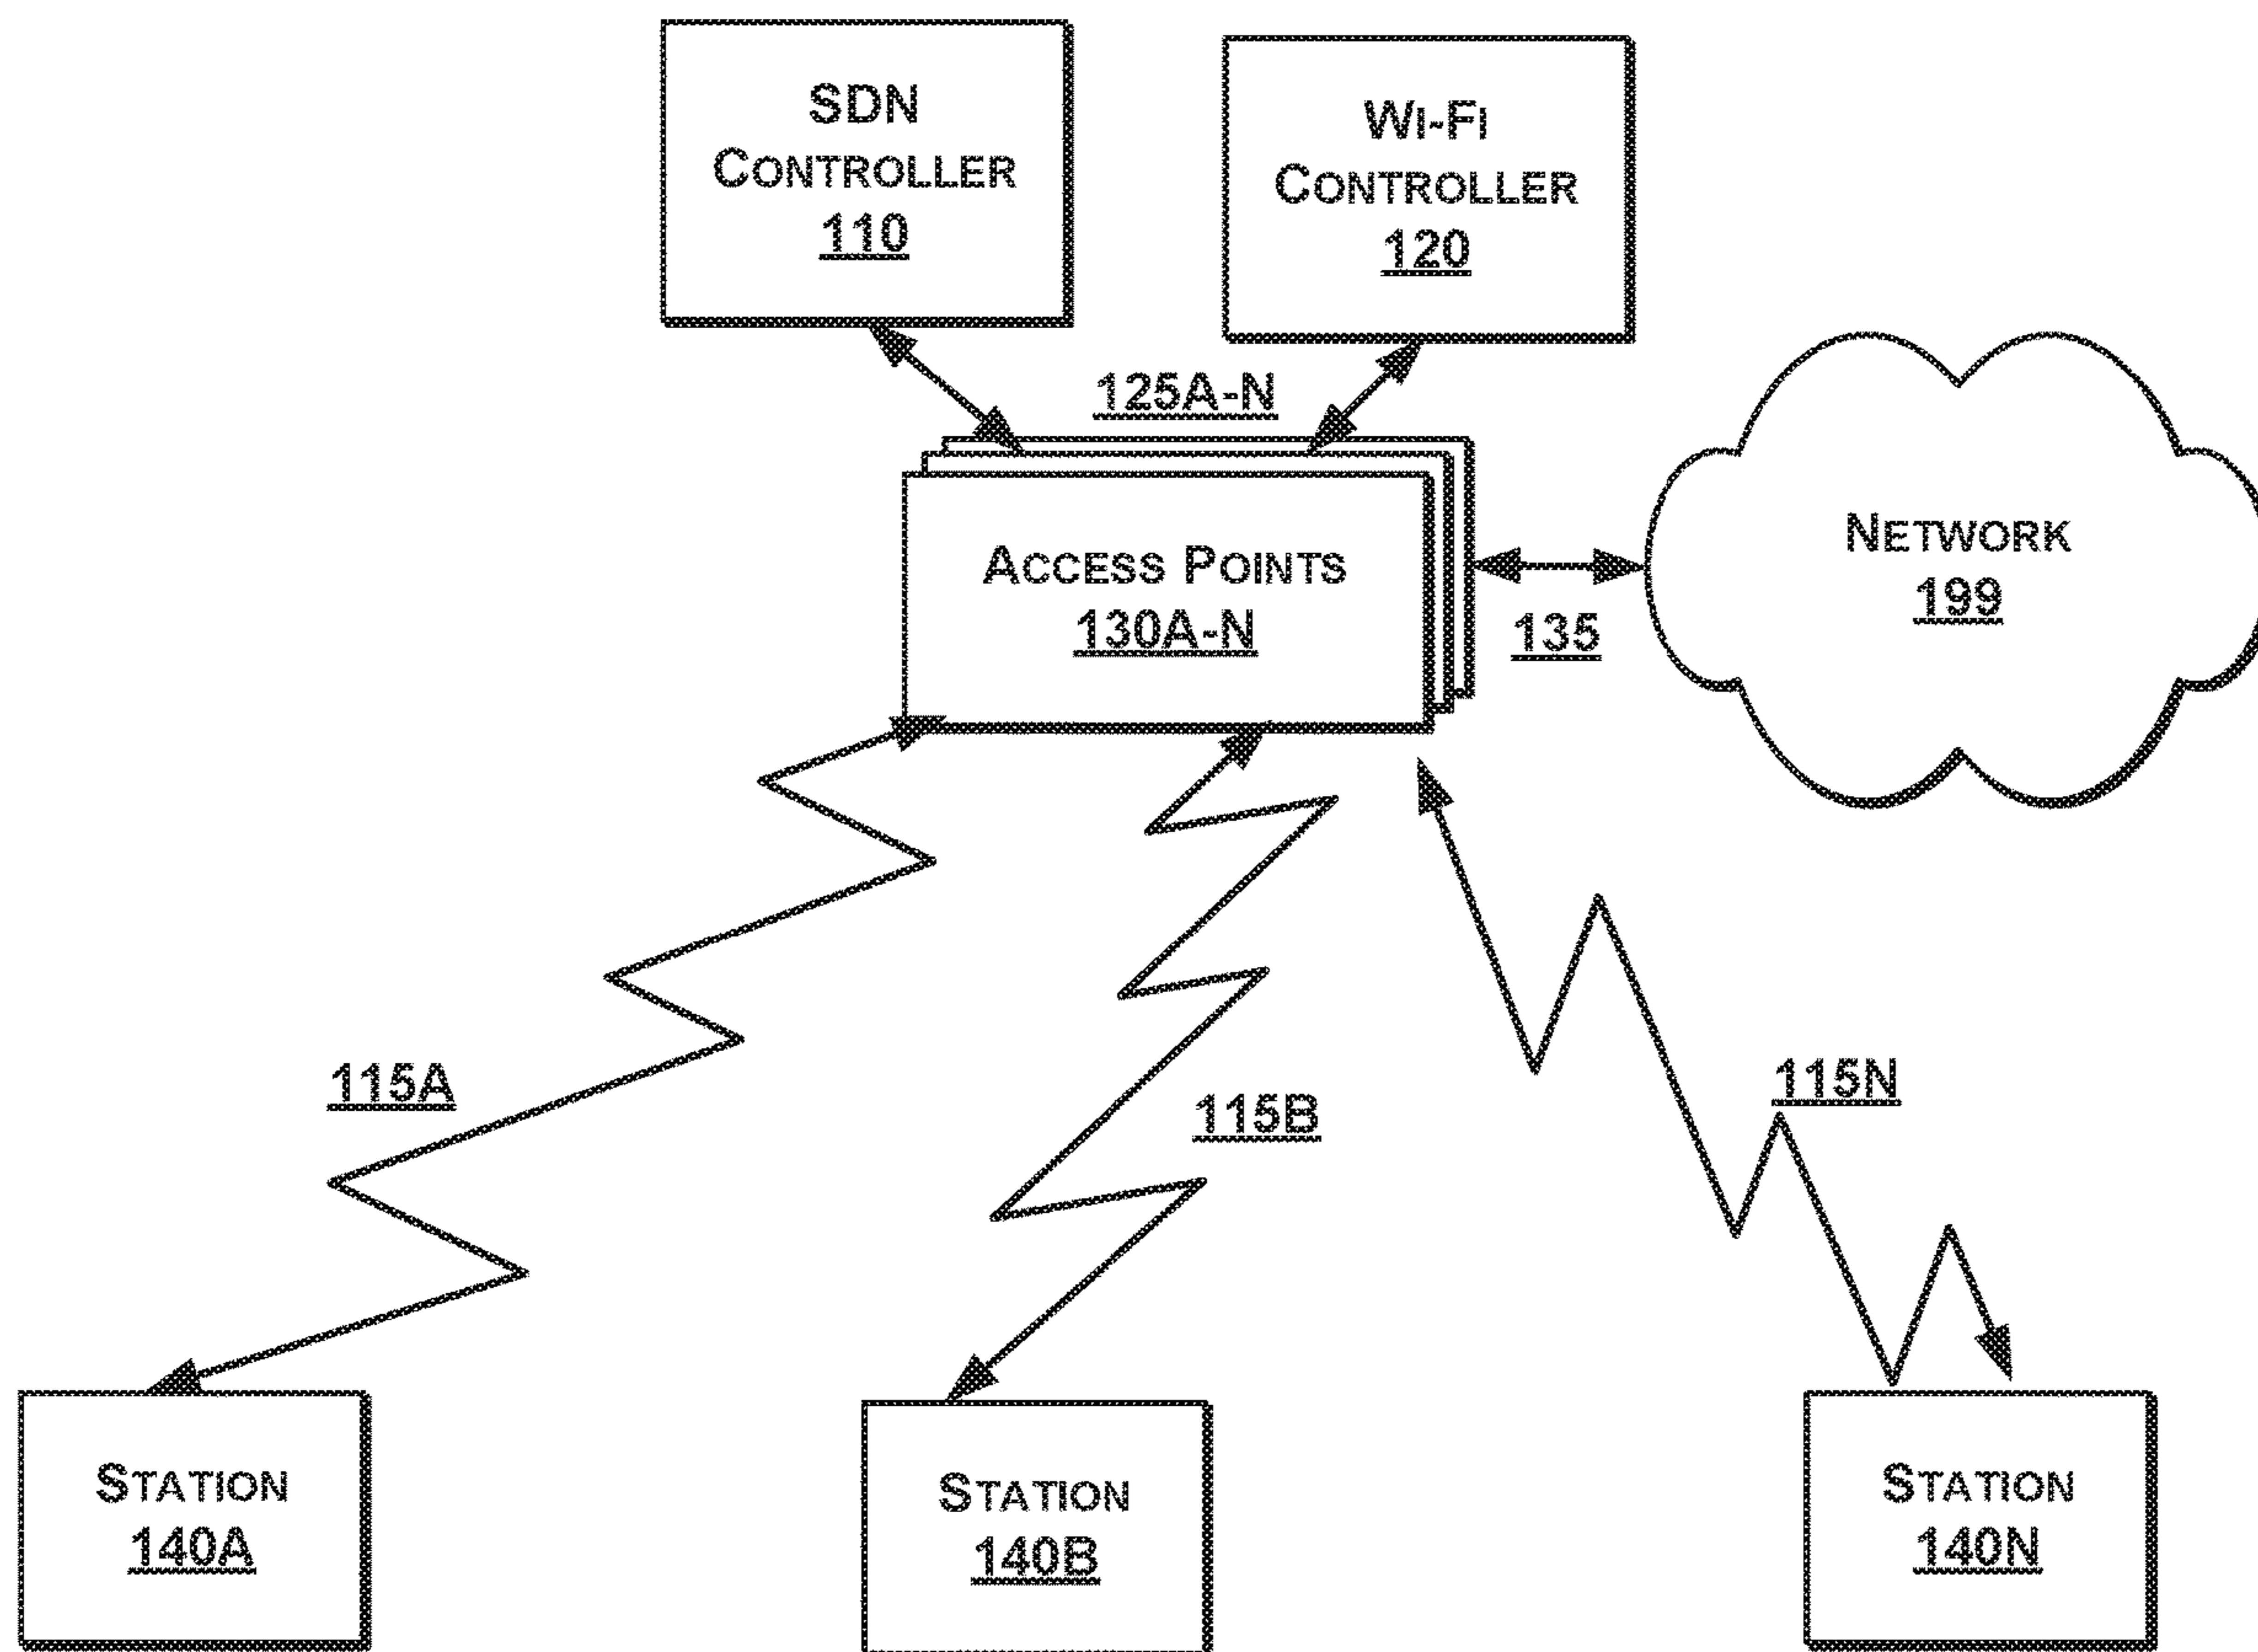 SDN
CONTROLLER
110
WI-FI
CONTROLLER
120
125A-N
ACCESS POINTS
130A-N
135
NETWORK
199
115A
115B
115N
STATION
140A
STATION
140B
STATION
140N